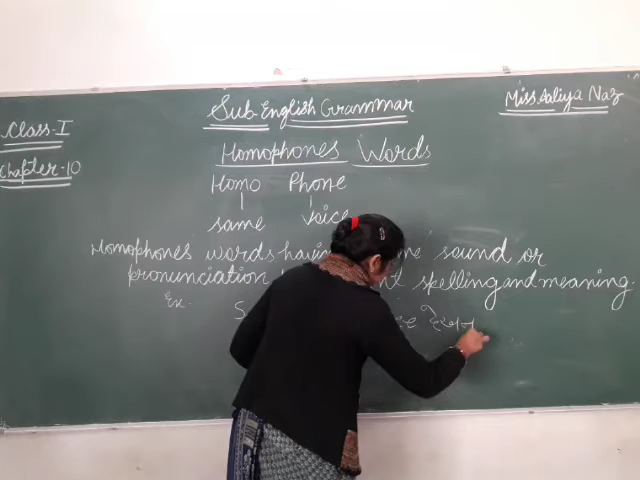 Sub-English Grammar
Miss.Aaliya Naz
Class-I
Chapter-10
Homophones Words
Homo Phone
same voice
Homophones words having sound or
pronunciation spelling and meaning.
Ex.